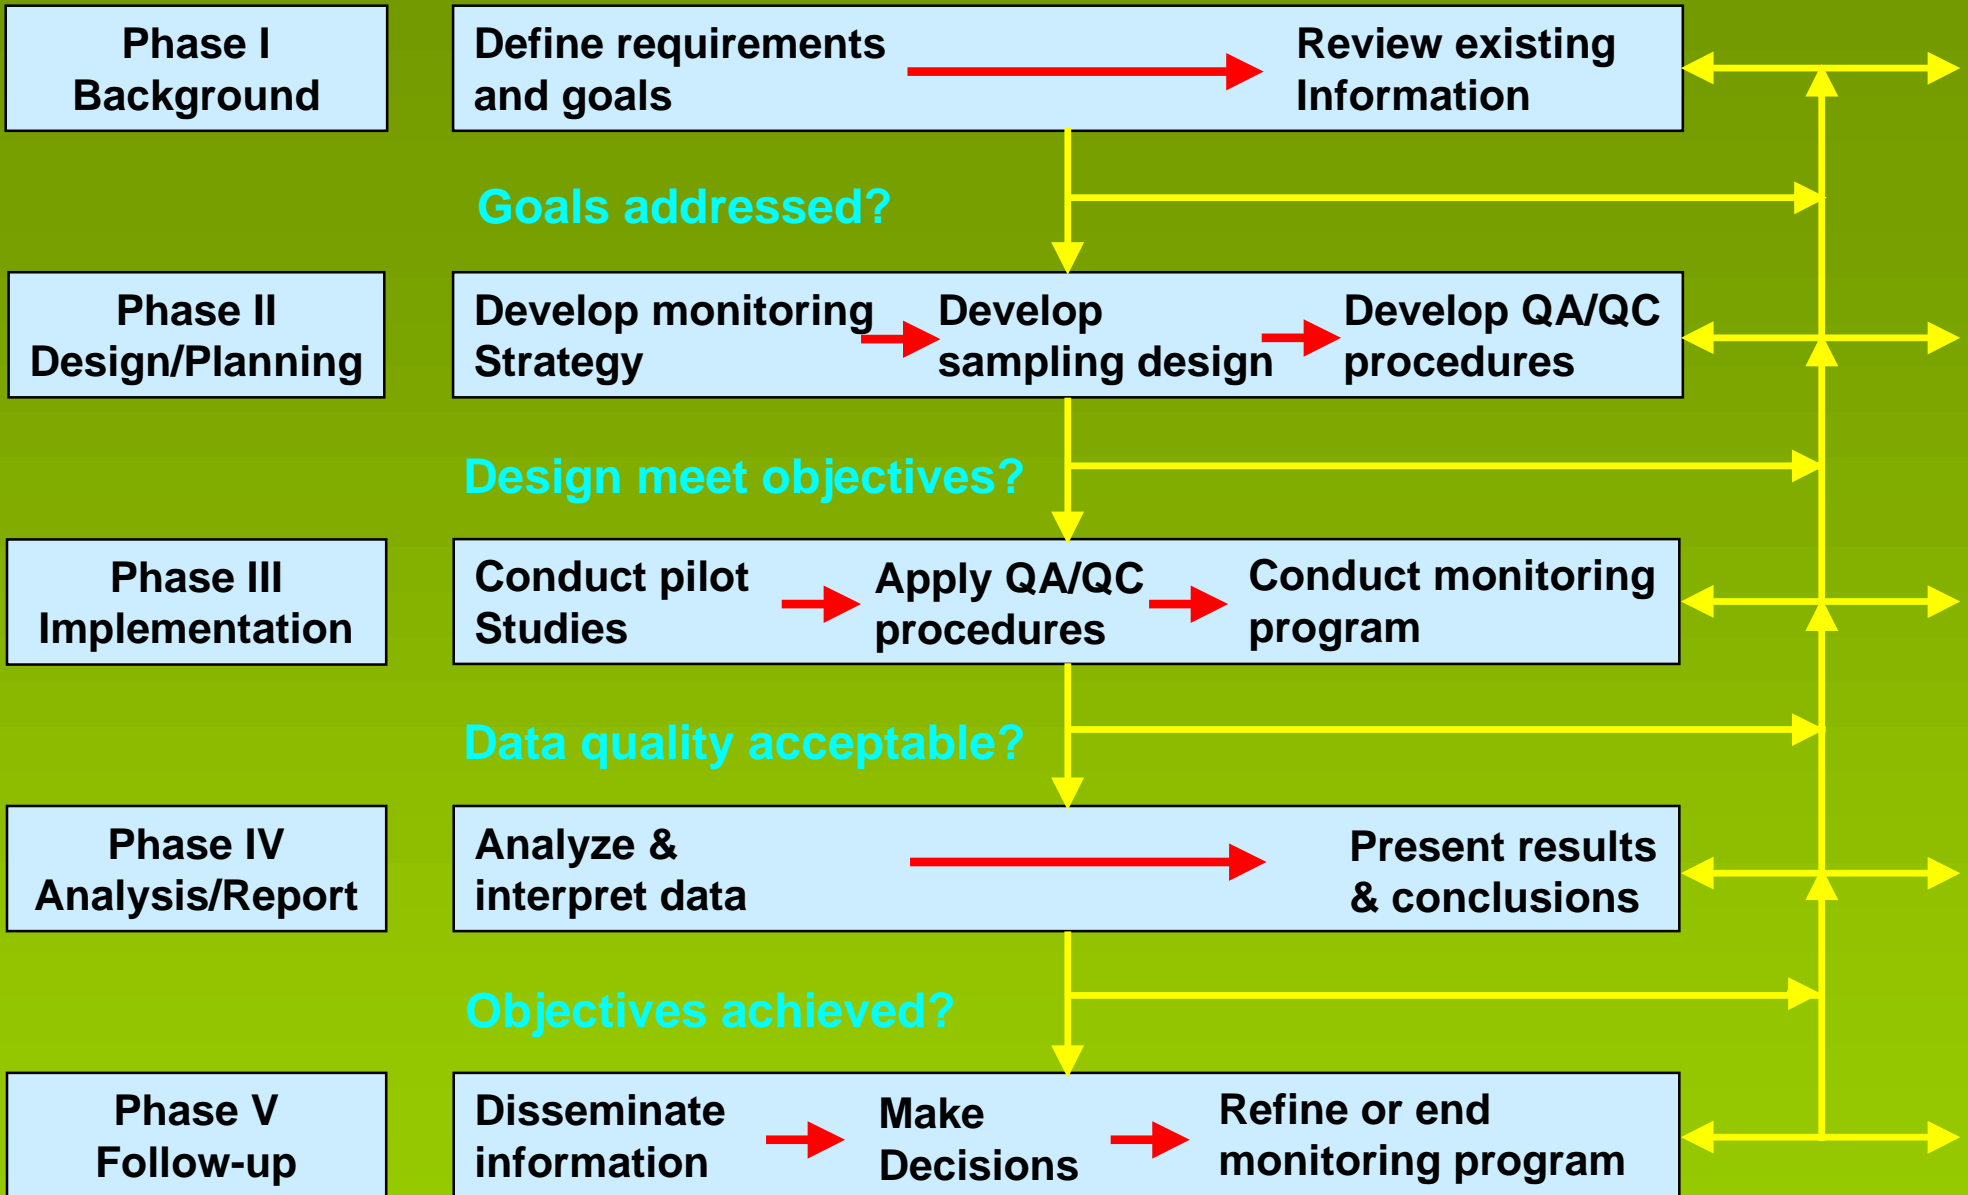 Phase I
Background
Define requirements
and goals
Review existing
Information
Goals addressed?
Phase II
Design/Planning
Develop monitoring
Strategy
Develop
sampling design
Develop QA/QC
procedures
Design meet objectives?
Phase III
Implementation
Conduct pilot
Studies
Apply QA/QC
procedures
Conduct monitoring
program
Data quality acceptable?
Phase IV
Analysis/Report
Analyze &
interpret data
Present results
& conclusions
Objectives achieved?
Phase V
Follow-up
Disseminate
information
Make
Decisions
Refine or end
monitoring program